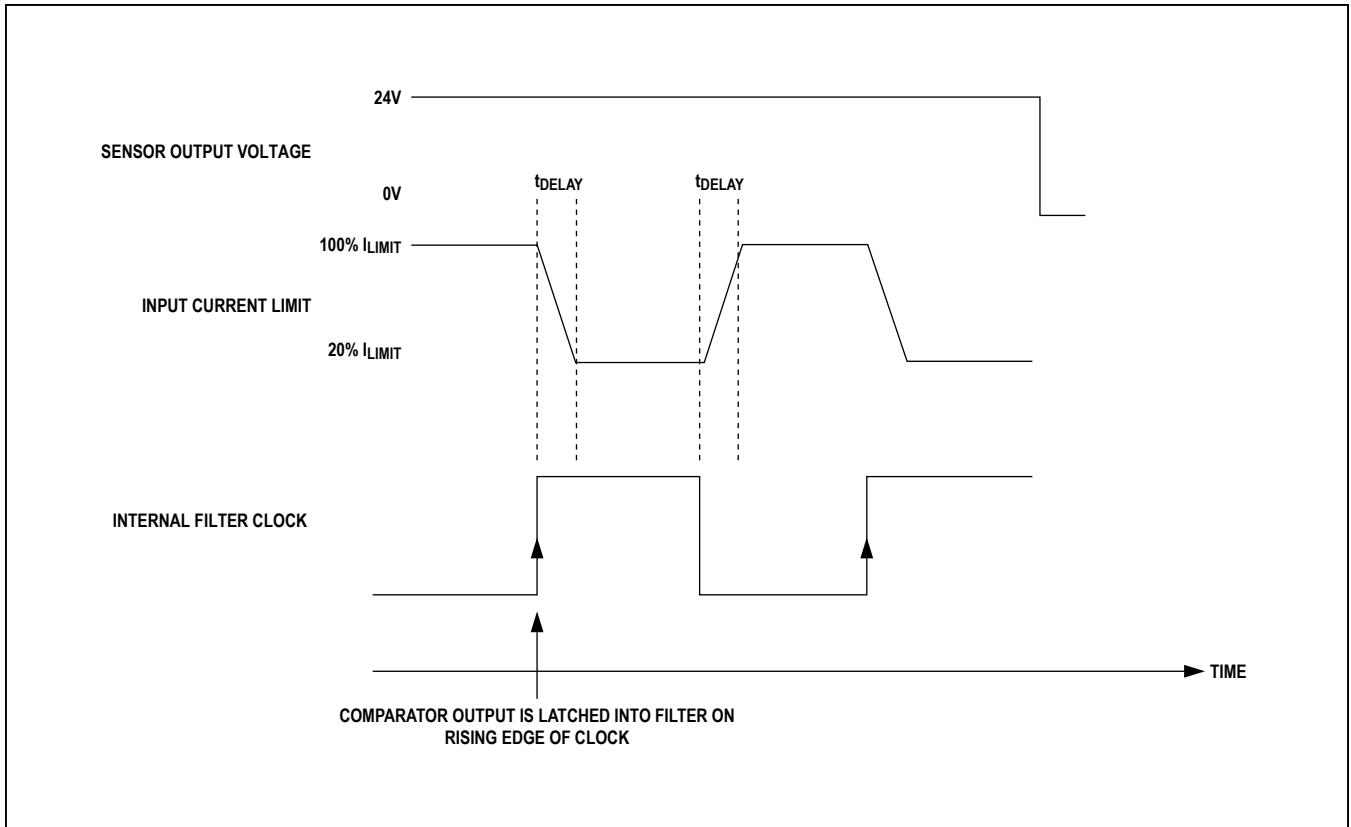 24V
SENSOR OUTPUT VOLTAGE
0V
tDELAY
tDELAY
100% ILIMIT
INPUT CURRENT LIMIT
20% ILIMIT
INTERNAL FILTER CLOCK
TIME
COMPARATOR OUTPUT IS LATCHED INTO FILTER ON
RISING EDGE OF CLOCK